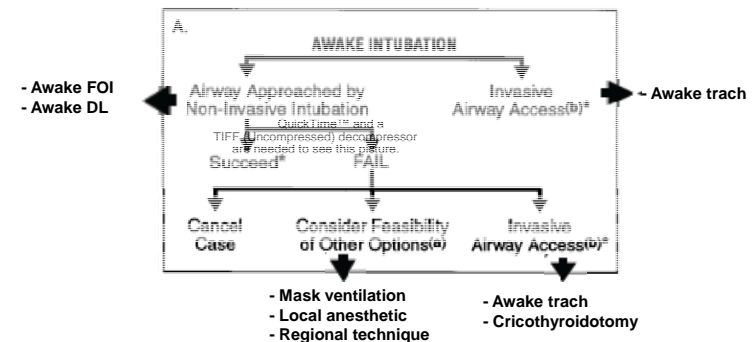 A.
AWAKE INTUBATION
- Awake FOI
- Awake DL
Airway Approached by
Non-Invasive Intubation
Invasive
Airway Access(b)*
- Awake trach
QuickTime™ and a
TIFF (Uncompressed) decompressor
are needed to see this picture.
Succeed*
FAIL
Cancel
Case
Consider Feasibility
of Other Options(a)
Invasive
Airway Access(b)*
- Mask ventilation
- Local anesthetic
- Regional technique
- Awake trach
- Cricothyroidotomy